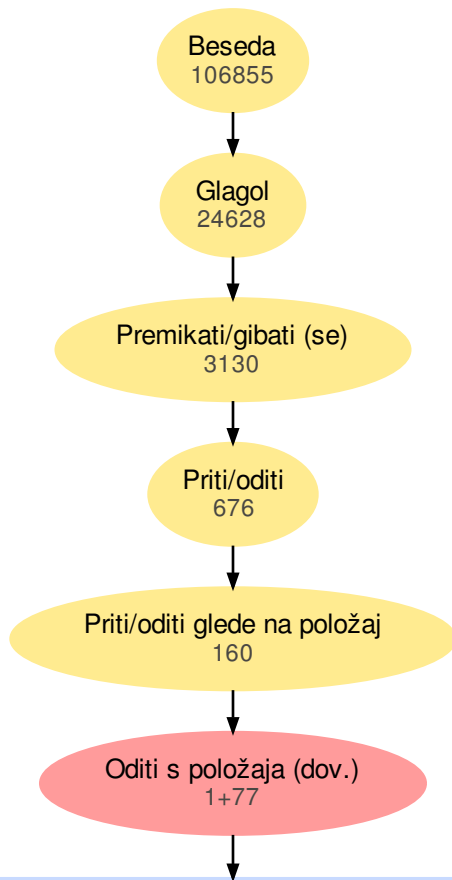 Beseda
106855
Glagol
24628
Premikati/gibati (se)
3130
Priti/oditi
676
Priti/oditi glede na položaj
160
Oditi s položaja (dov.)
1+77